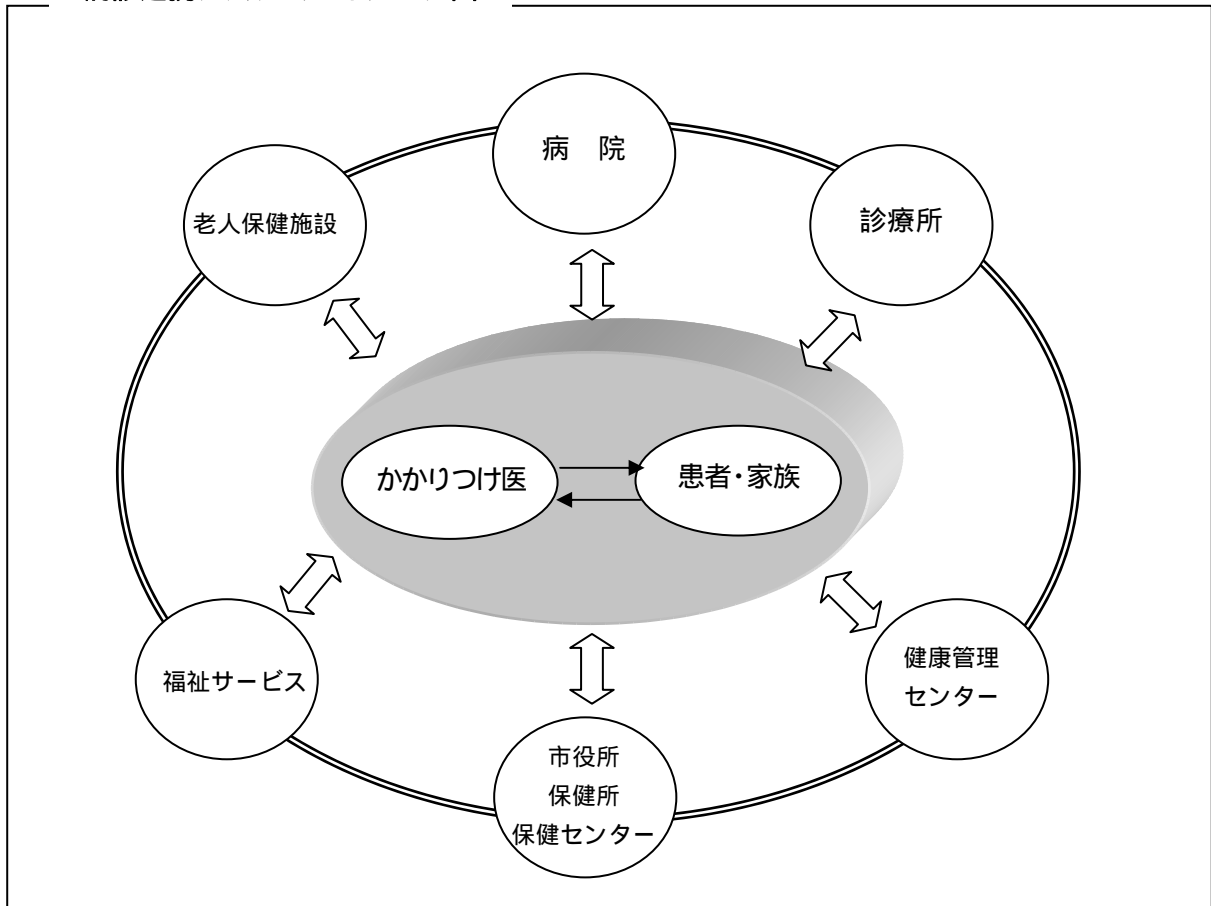 病　院
老人保健施設
診療所
かかりつけ医
患者・家族
福祉サービス
健康管理
センター
市役所
保健所
保健センター